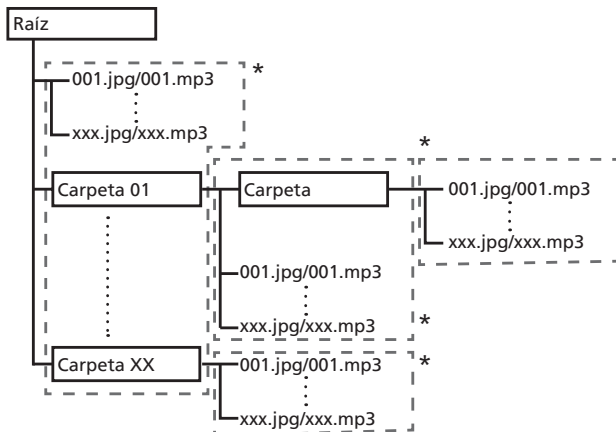 Raíz
001.jpg/001.mp3 *
xxx.jpg/xxx.mp3
*
Carpeta 01
Carpeta
001.jpg/001.mp3
xxx.jpg/xxx.mp3
001.jpg/001.mp3
xxx.jpg/xxx.mp3 *
Carpeta XX
001.jpg/001.mp3 *
xxx.jpg/xxx.mp3